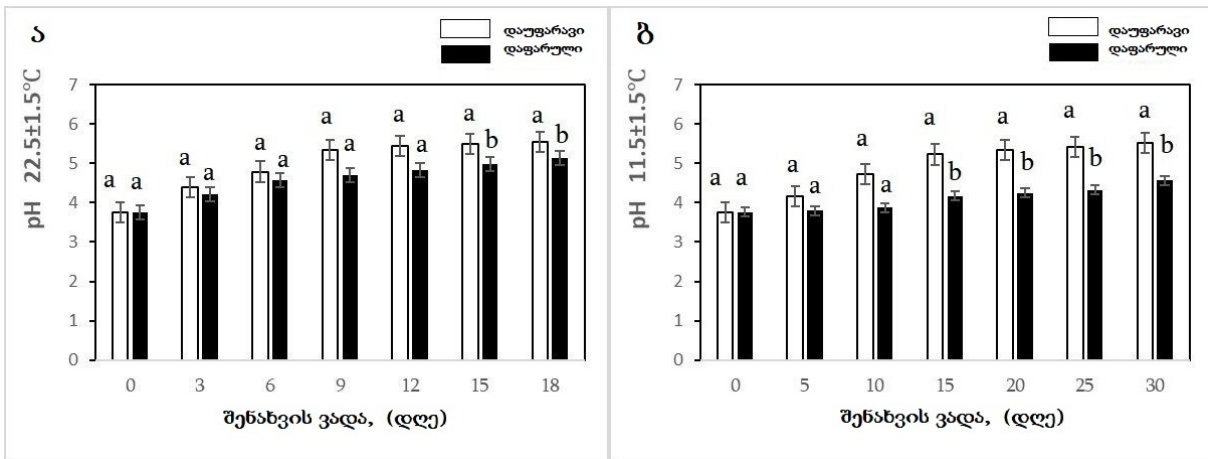 ა
დაუფარავი
დაფარული
pH 22.5±1.5°C
7
6
5
4
3
2
1
0
a a a a a a a a a a a b a b
0 3 6 9 12 15 18
შენახვის ვადა, (დღე)
ბ
დაუფარავი
დაფარული
pH 11.5±1.5°C
7
6
5
4
3
2
1
0
a a a a a a a b a b a b a b
0 5 10 15 20 25 30
შენახვის ვადა, (დღე)